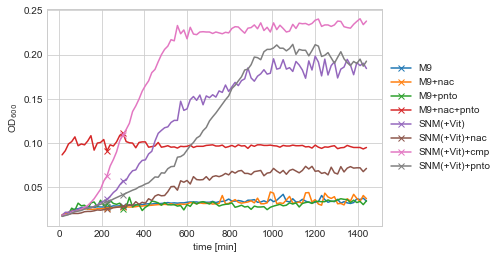 0.25
0.20
0.15
0.10
0.05
OD600
0 200 400 600 800 1000 1200 1400
time [min]
M9
M9+nac
M9+pnto
M9+nac+pnto
SNM(+Vit)
SNM(+Vit)+nac
SNM(+Vit)+cmp
SNM(+Vit)+pnto